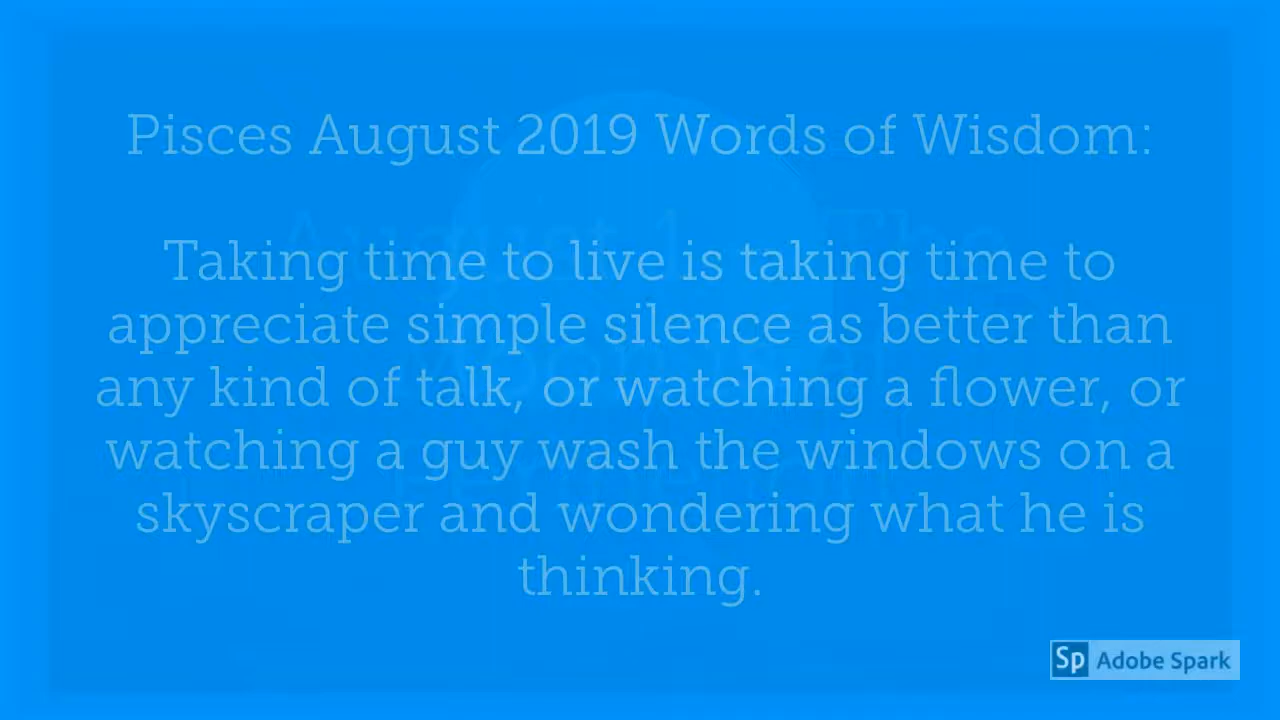 Pisces August 2019 Words of Wisdom:
Taking time to live is taking time to
appreciate simple silence as better than
any kind of talk, or watching a flower, or
watching a guy wash the windows on a
skyscraper and wondering what he is
thinking.
Sp Adobe Spark